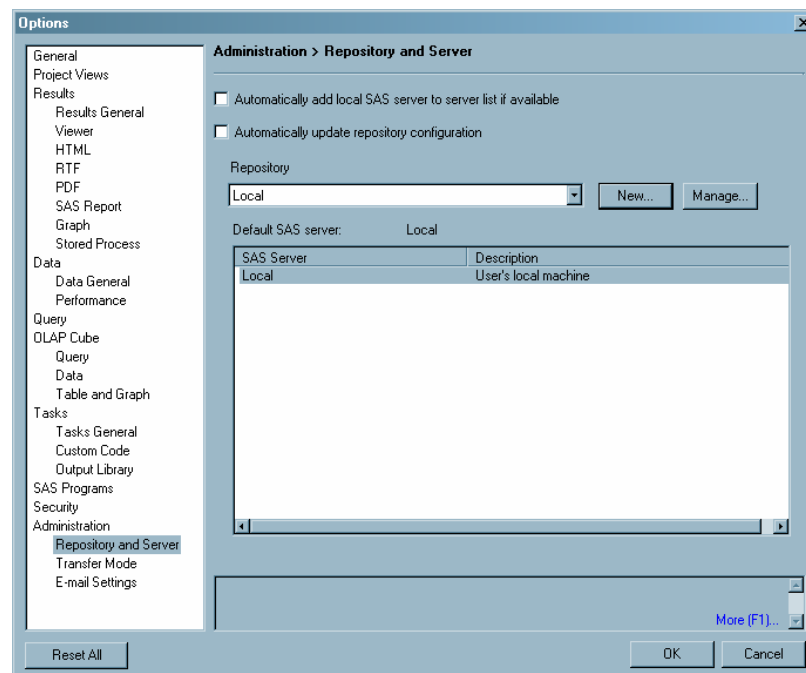 Options
General
Project Views
Results
Results General
Viewer
HTML
RTF
PDF
SAS Report
Graph
Stored Process
Data
Data General
Performance
Query
OLAP Cube
Query
Data
Table and Graph
Tasks
Tasks General
Custom Code
Output Library
SAS Programs
Security
Administration
Repository and Server
Transfer Mode
E-mail Settings
Administration > Repository and Server
Automatically add local SAS server to server list if available
Automatically update repository configuration
Repository
Local New... Manage...
Default SAS server: Local
SAS Server Description
Local User's local machine
More (F1)...
Reset All OK Cancel